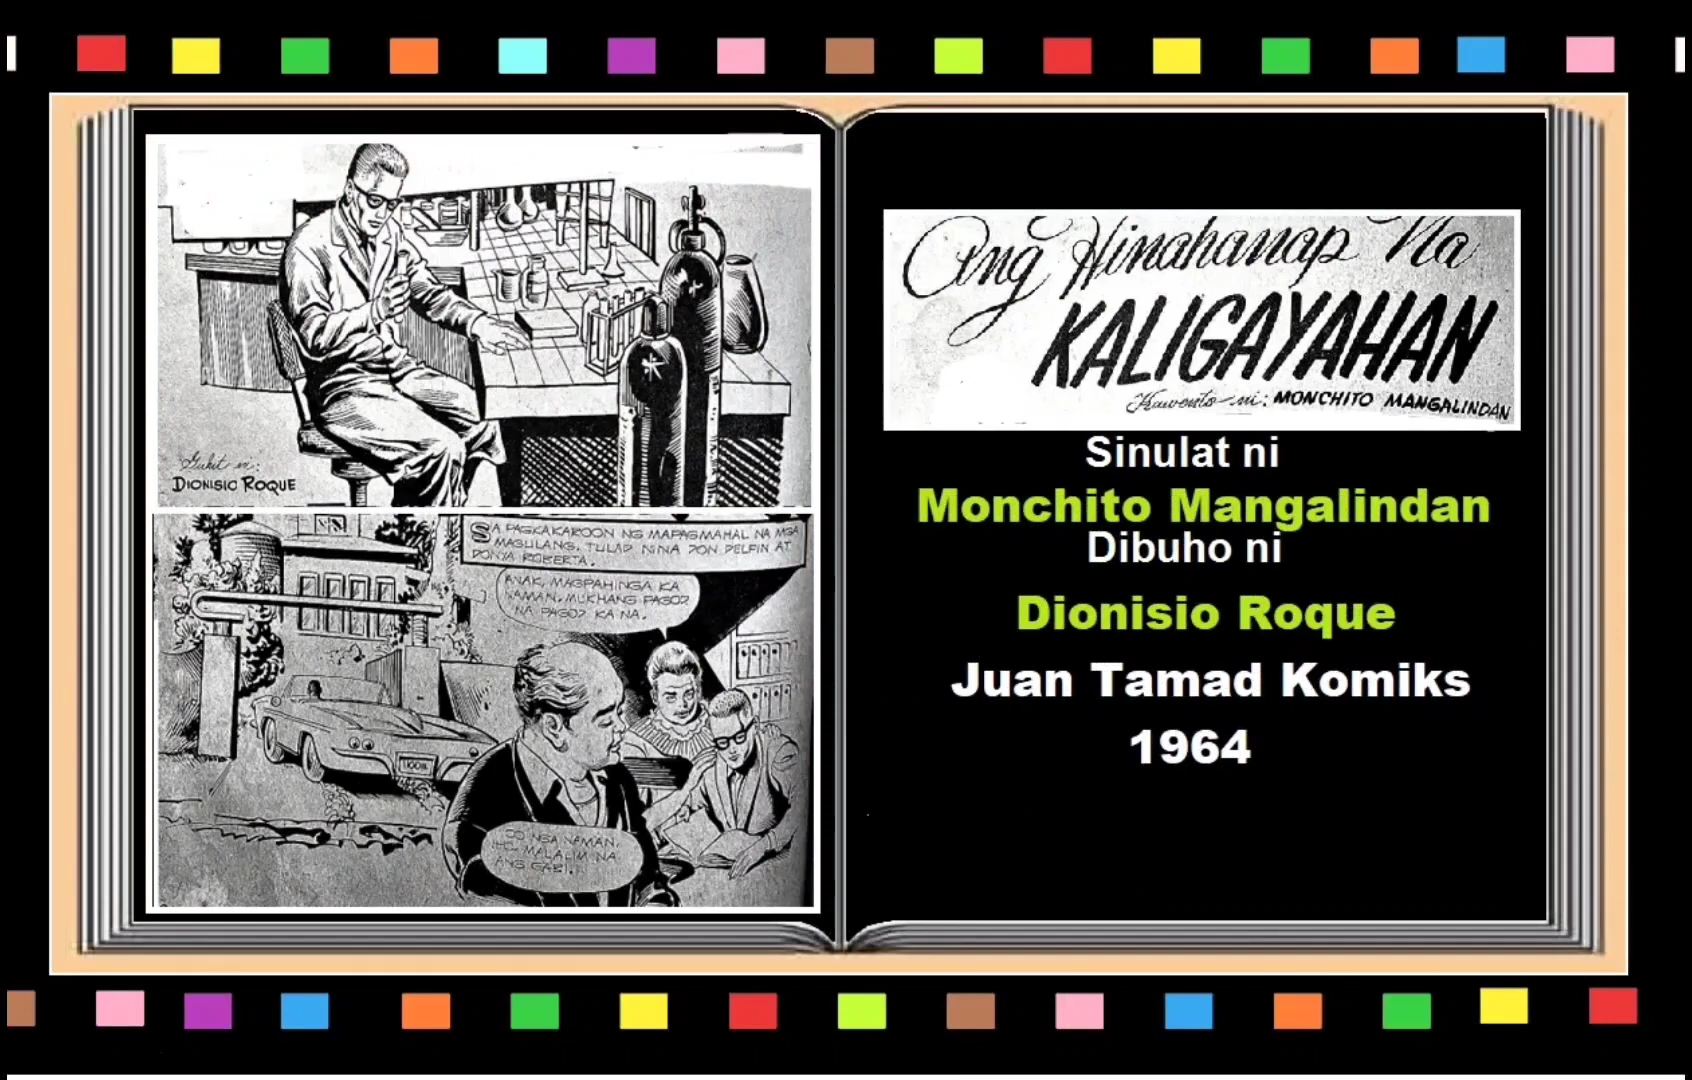 Guhit ni:
DIONISIO ROQUE
SA PAGKAKAROON NG MAPAGMAHAL NA MGA
MAGULANG, TULAD NINA DON DELFIN AT
DONYA ROBERTA.
ANAK, MAGPAHINGA KA
NAMAN. MUKHANG PAGOD
NA PAGOD KA NA.
OO NGA NAMAN,
IHO. MALALIM NA
ANG GABI.
Ang Hinahanap Na
KALIGAYAHAN
Kuwento ni: MONCHITO MANGALINDAN
Sinulat ni
Monchito Mangalindan
Dibuho ni
Dionisio Roque
Juan Tamad Komiks
1964